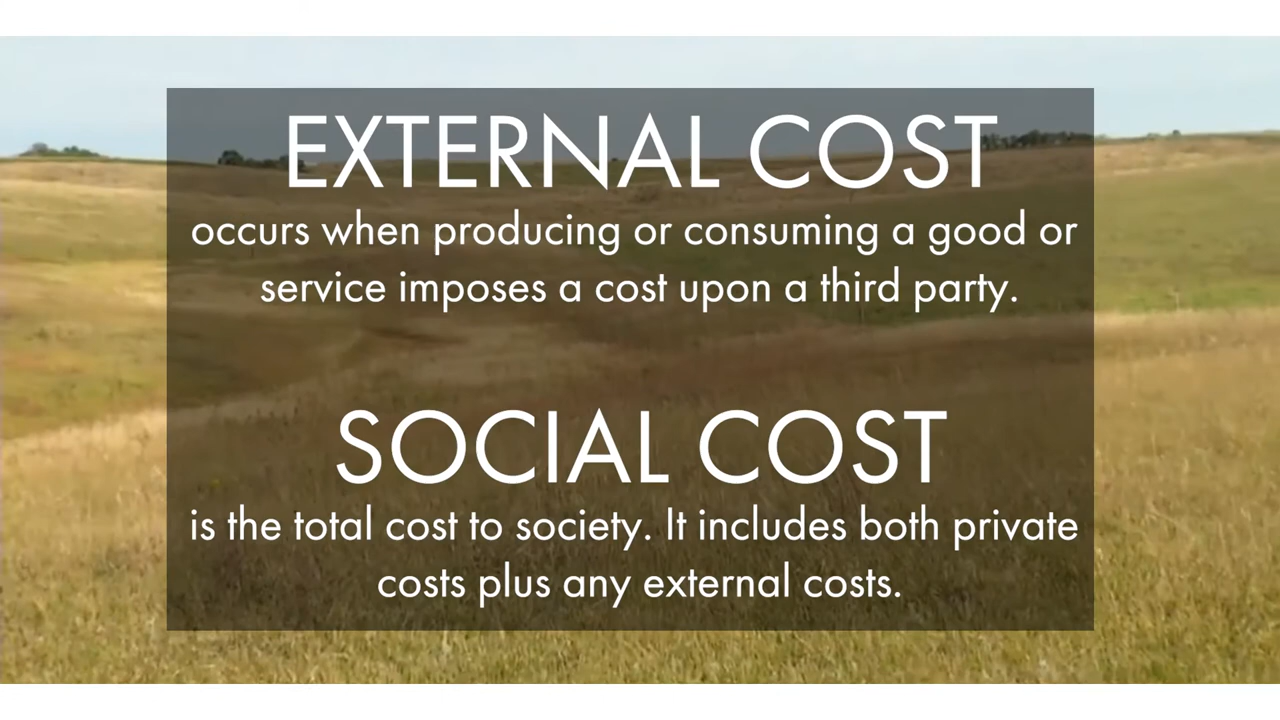 EXTERNAL COST
occurs when producing or consuming a good or
service imposes a cost upon a third party.
SOCIAL COST
is the total cost to society. It includes both private
costs plus any external costs.